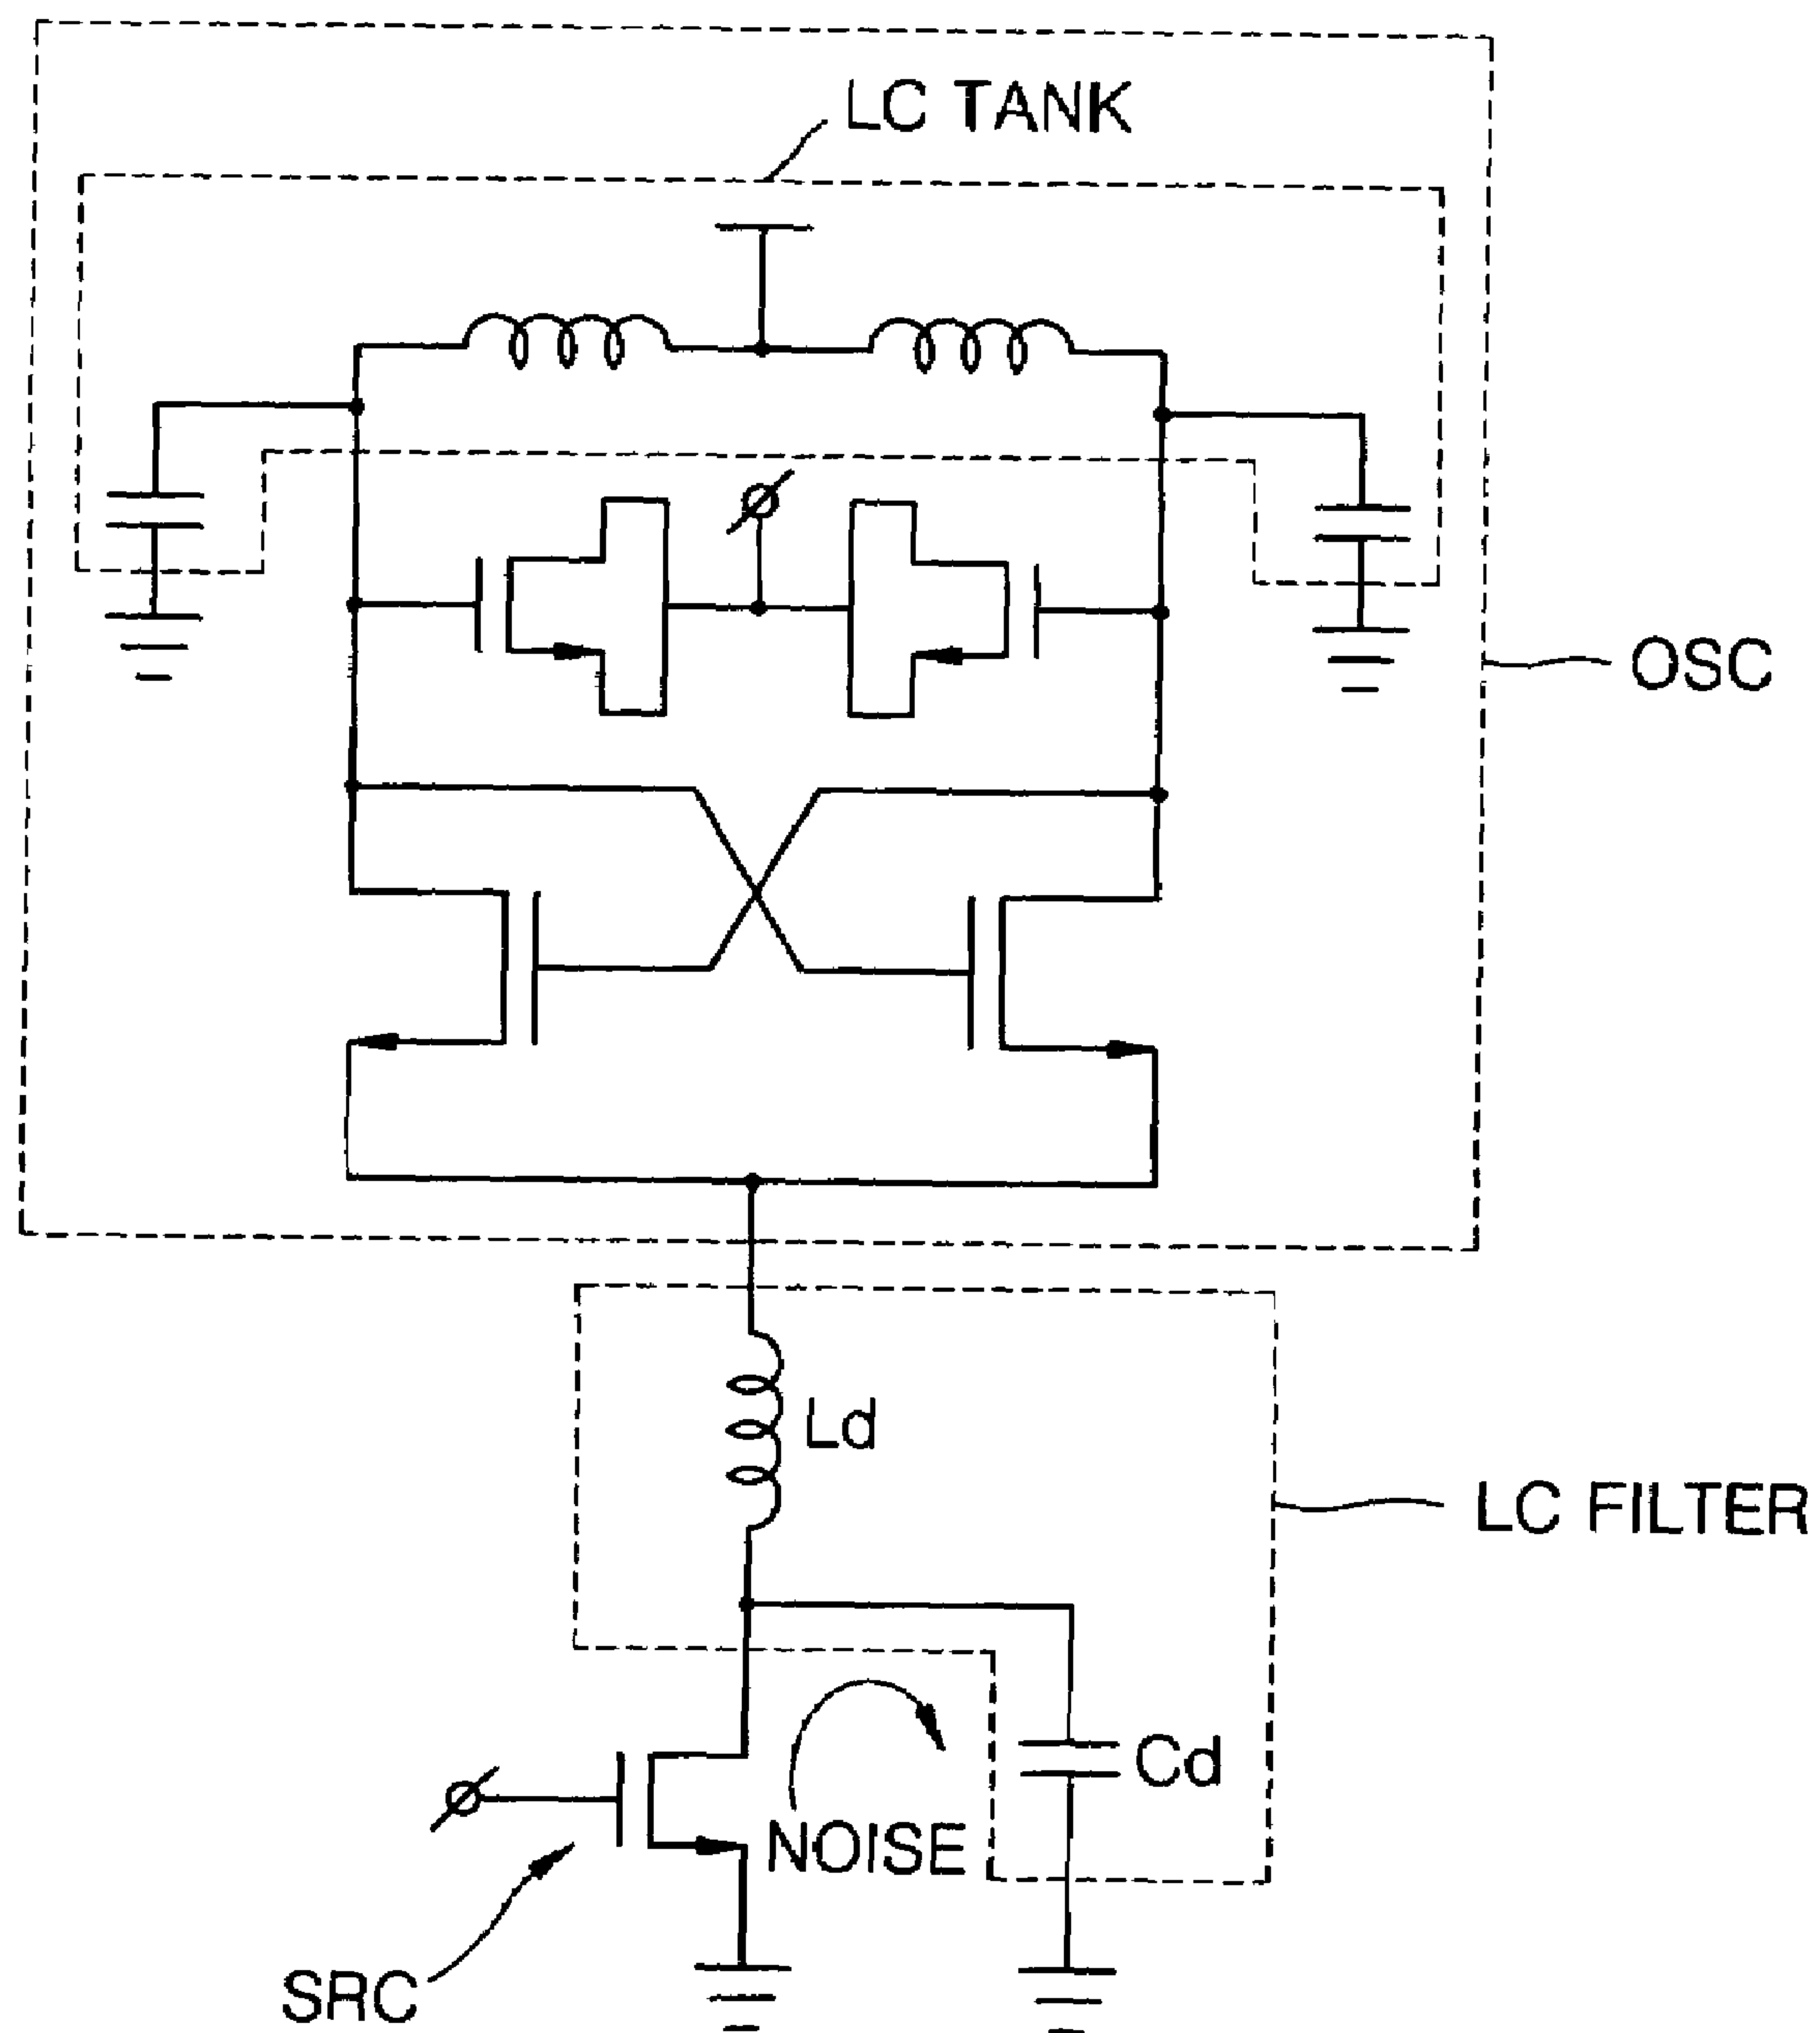 LC TANK
OSC
Ld
LC FILTER
Cd
NOISE
SRC